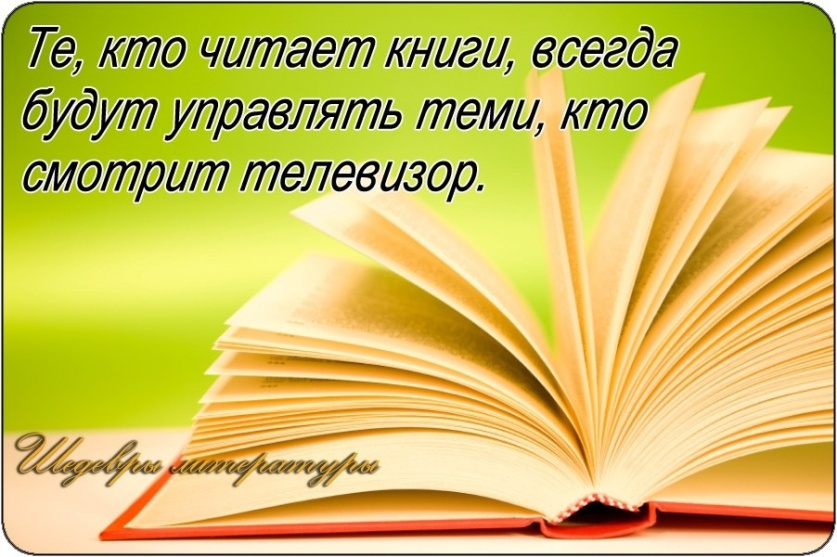 Те, кто читает книги, всегда
будут управлять теми, кто
смотрит телевизор.
Шедевры литературы